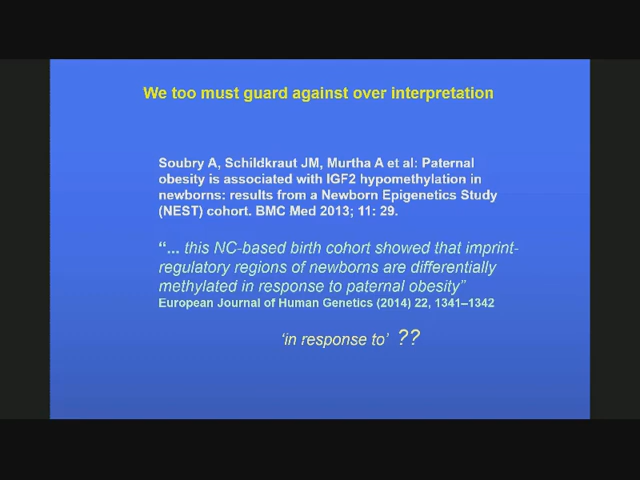 We too must guard against over interpretation
Soubry A, Schildkraut JM, Murtha A et al: Paternal
obesity is associated with IGF2 hypomethylation in
newborns: results from a Newborn Epigenetics Study
(NEST) cohort. BMC Med 2013; 11: 29.
“... this NC-based birth cohort showed that imprint-
regulatory regions of newborns are differentially
methylated in response to paternal obesity”
European Journal of Human Genetics (2014) 22, 1341–1342
‘in response to’ ??